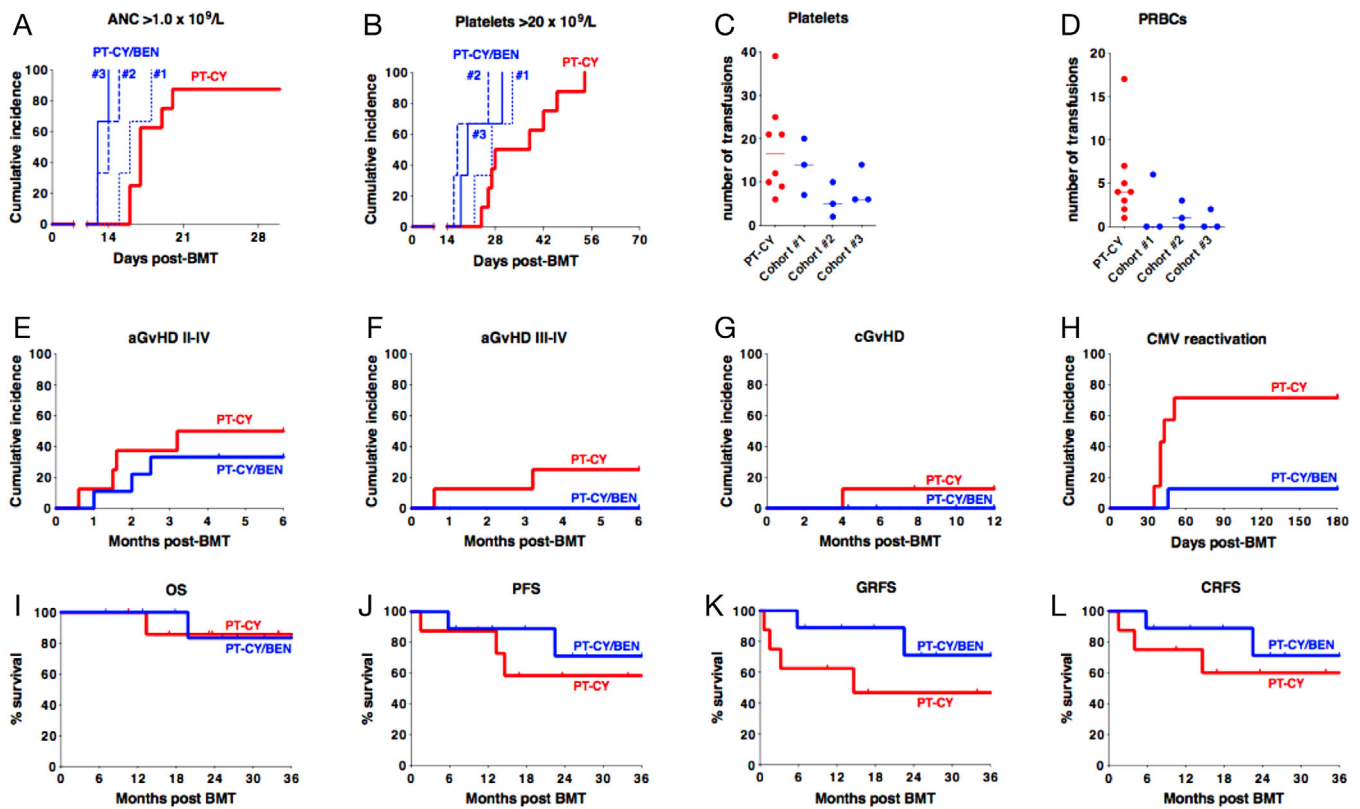 A
ANC >1.0 x 10⁹/L
PT-CY/BEN
#3
#2
#1
PT-CY
Cumulative incidence
100
80
60
40
20
0
0 14 21 28
Days post-BMT
B
Platelets >20 x 10⁹/L
PT-CY/BEN
PT-CY
#2
#1
#3
Cumulative incidence
100
80
60
40
20
0
0 14 28 42 56 70
Days post-BMT
C
Platelets
number of transfusions
40
30
20
10
0
PT-CY
Cohort #1
Cohort #2
Cohort #3
D
PRBCs
number of transfusions
20
15
10
5
0
PT-CY
Cohort #1
Cohort #2
Cohort #3
E
aGvHD II-IV
Cumulative incidence
100
80
60
40
20
0
PT-CY
PT-CY/BEN
0 1 2 3 4 5 6
Months post-BMT
F
aGvHD III-IV
Cumulative incidence
100
80
60
40
20
0
PT-CY
PT-CY/BEN
0 1 2 3 4 5 6
Months post-BMT
G
cGvHD
Cumulative incidence
100
80
60
40
20
0
PT-CY
PT-CY/BEN
0 2 4 6 8 10 12
Months post-BMT
H
CMV reactivation
Cumulative incidence
100
80
60
40
20
0
PT-CY
PT-CY/BEN
0 30 60 90 120 150 180
Days post-BMT
I
OS
% survival
100
80
60
40
20
0
PT-CY
PT-CY/BEN
0 6 12 18 24 30 36
Months post BMT
J
PFS
% survival
100
80
60
40
20
0
PT-CY/BEN
PT-CY
0 6 12 18 24 30 36
Months post BMT
K
GRFS
% survival
100
80
60
40
20
0
PT-CY/BEN
PT-CY
0 6 12 18 24 30 36
Months post BMT
L
CRFS
% survival
100
80
60
40
20
0
PT-CY/BEN
PT-CY
0 6 12 18 24 30 36
Months post BMT